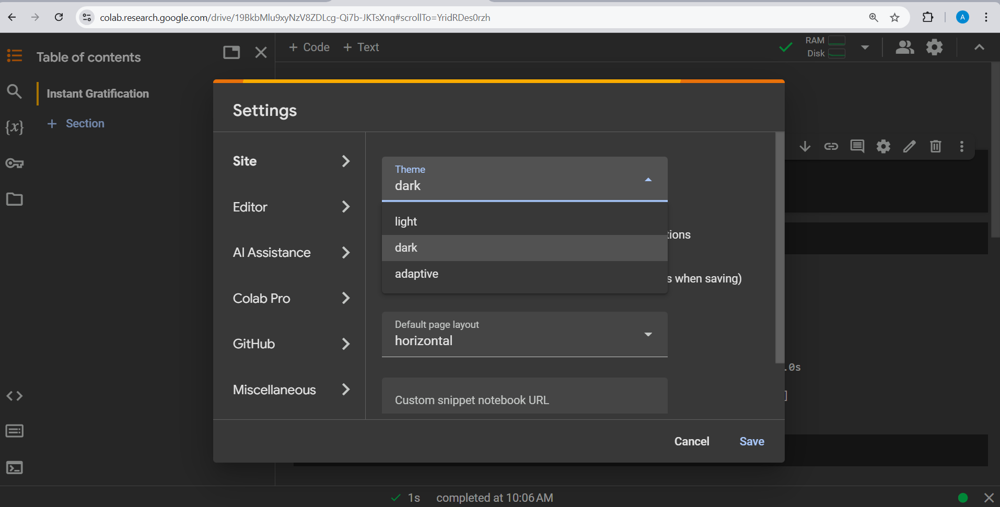 colab.research.google.com/drive/19BkbMlu9xyNzV8ZDLcg-Qi7b-JKTsXnq#scrollTo=YridRDes0rzh
A
Table of contents
+ Code + Text
RAM
Disk
Instant Gratification
+ Section
{x}
Settings
Site
Editor
AI Assistance
Colab Pro
GitHub
Miscellaneous
Theme
dark
light
dark
adaptive
tions
s when saving)
Default page layout
horizontal
Custom snippet notebook URL
.0s
]
Cancel Save
1s completed at 10:06 AM